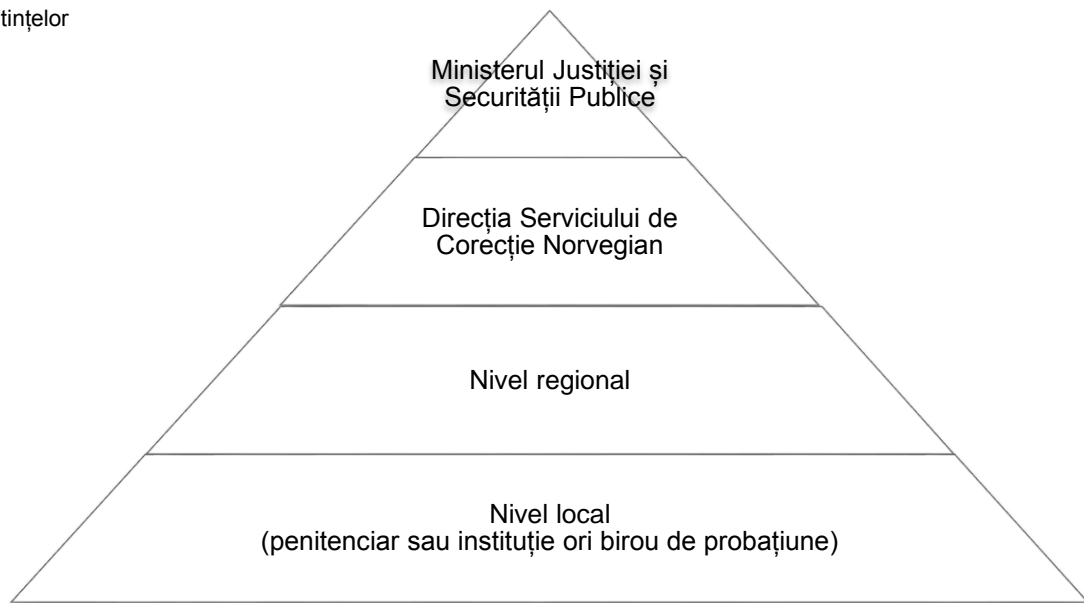 tințelor
Ministerul Justiției și
Securității Publice
Direcția Serviciului de
Corecție Norvegian
Nivel regional
Nivel local
(penitenciar sau instituție ori birou de probațiune)